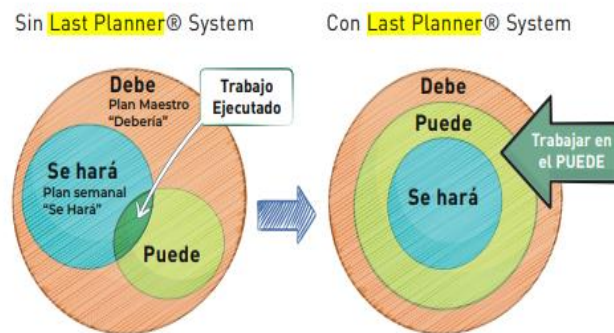 Sin Last Planner® System
Debe
Plan Maestro
"Debería"
Trabajo
Ejecutado
Se hará
Plan semanal
"Se Hará"
Puede
Con Last Planner® System
Debe
Puede
Se hará
Trabajar en
el PUEDE